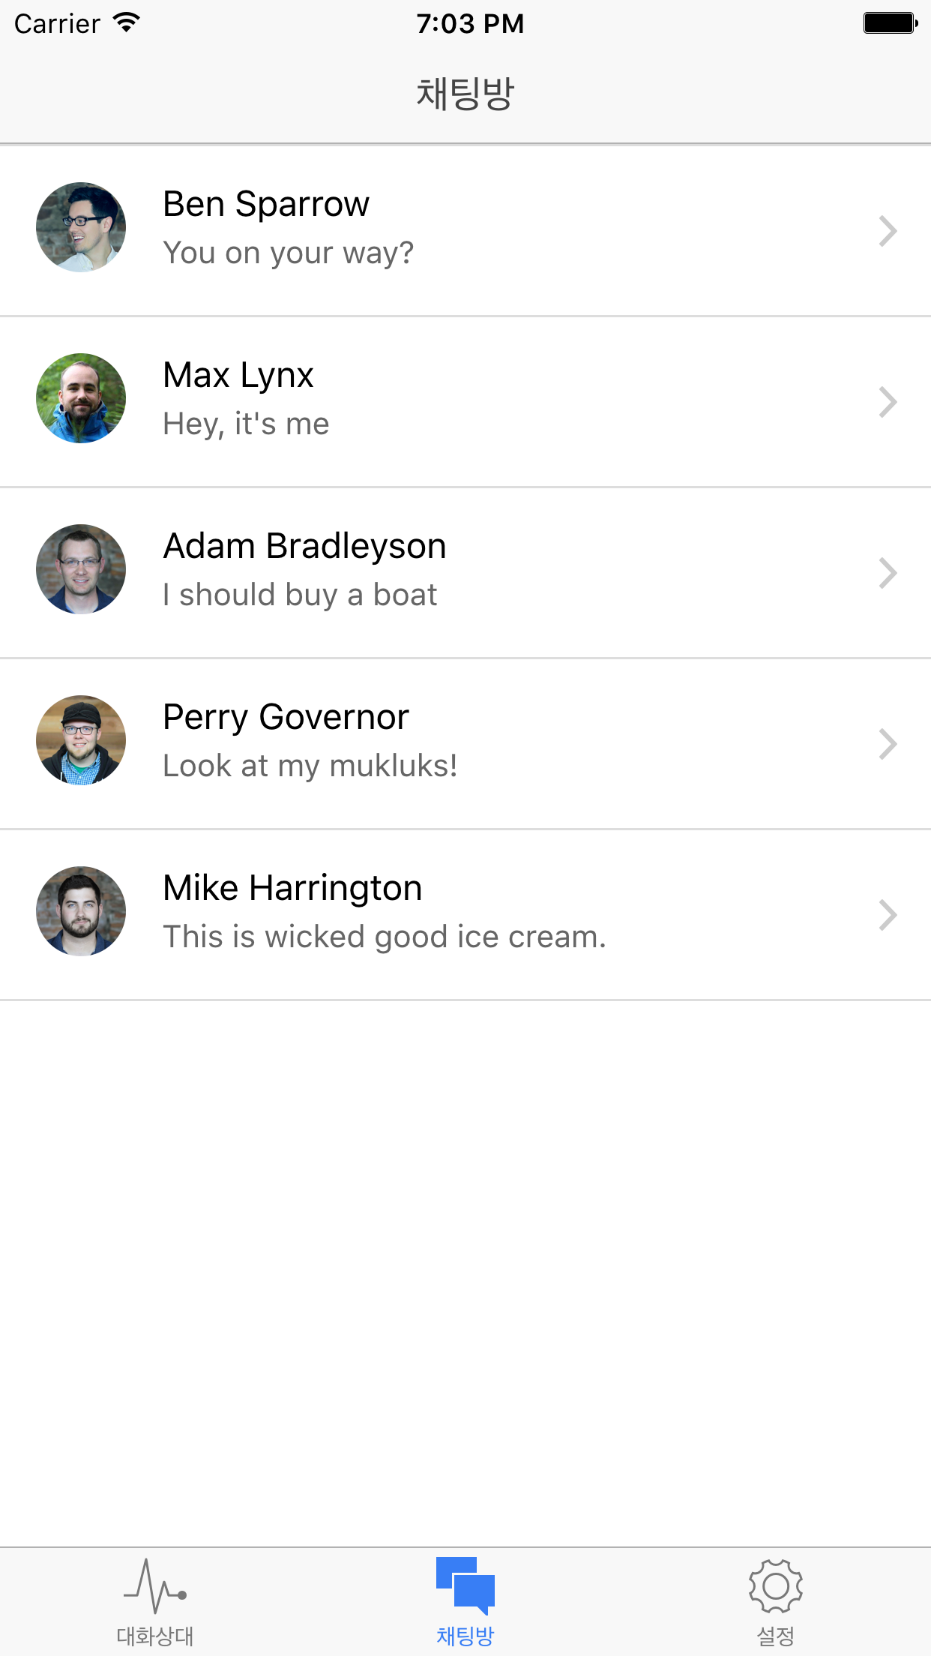 Carrier 7:03 PM
채팅방
Ben Sparrow
You on your way?
Max Lynx
Hey, it's me
Adam Bradleyson
I should buy a boat
Perry Governor
Look at my mukluks!
Mike Harrington
This is wicked good ice cream.
대화상대 채팅방 설정